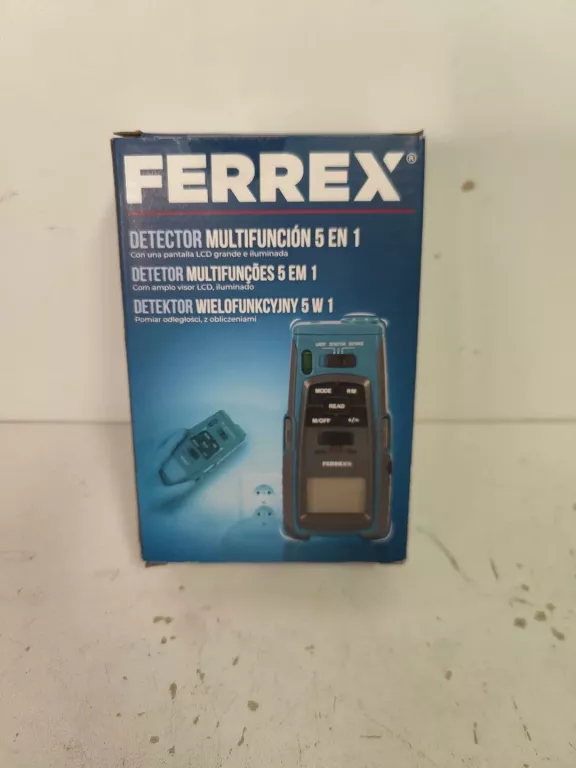 FERREX®
DETECTOR MULTIFUNCIÓN 5 EN 1
Con una pantalla LCD grande e iluminada
DETETOR MULTIFUNÇÕES 5 EM 1
Com amplo visor LCD, iluminado
DETEKTOR WIELOFUNKCYJNY 5 W 1
Pomiar odległości, z obliczeniami
MODE RM
READ
M/OFF +/=
FERREX